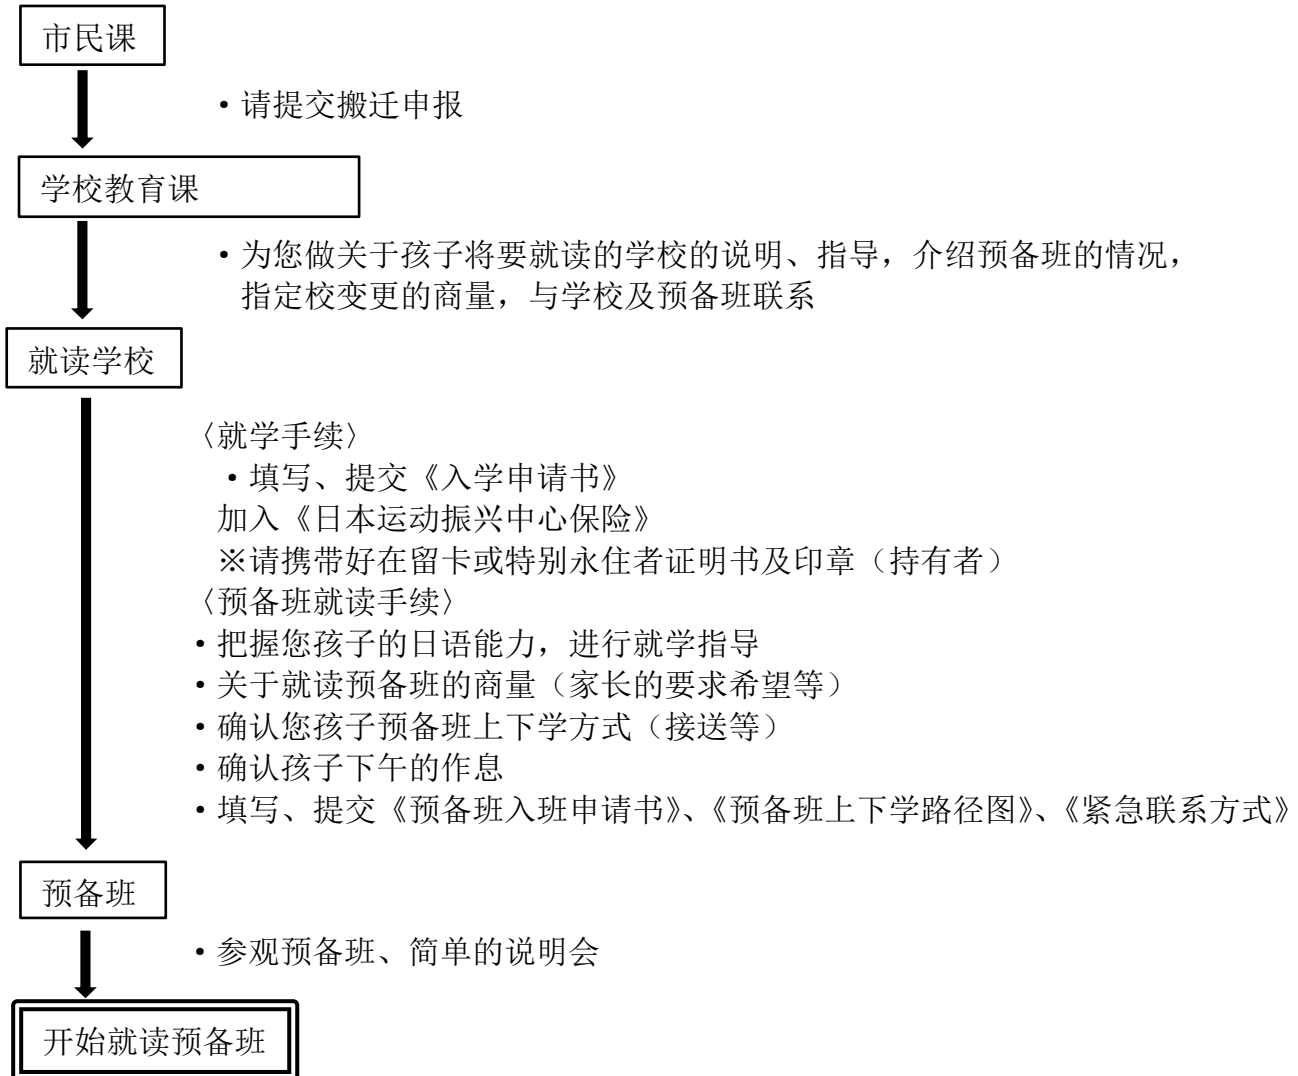 市民课
・请提交搬迁申报
学校教育课
・为您做关于孩子将要就读的学校的说明、指导，介绍预备班的情况，
指定校变更的商量，与学校及预备班联系
就读学校
〈就学手续〉
・填写、提交《入学申请书》
加入《日本运动振兴中心保险》
※请携带好在留卡或特别永住者证明书及印章（持有者）
〈预备班就读手续〉
・把握您孩子的日语能力，进行就学指导
・关于就读预备班的商量（家长的要求希望等）
・确认您孩子预备班上下学方式（接送等）
・确认孩子下午的作息
・填写、提交《预备班入班申请书》、《预备班上下学路径图》、《紧急联系方式》
预备班
・参观预备班、简单的说明会
开始就读预备班